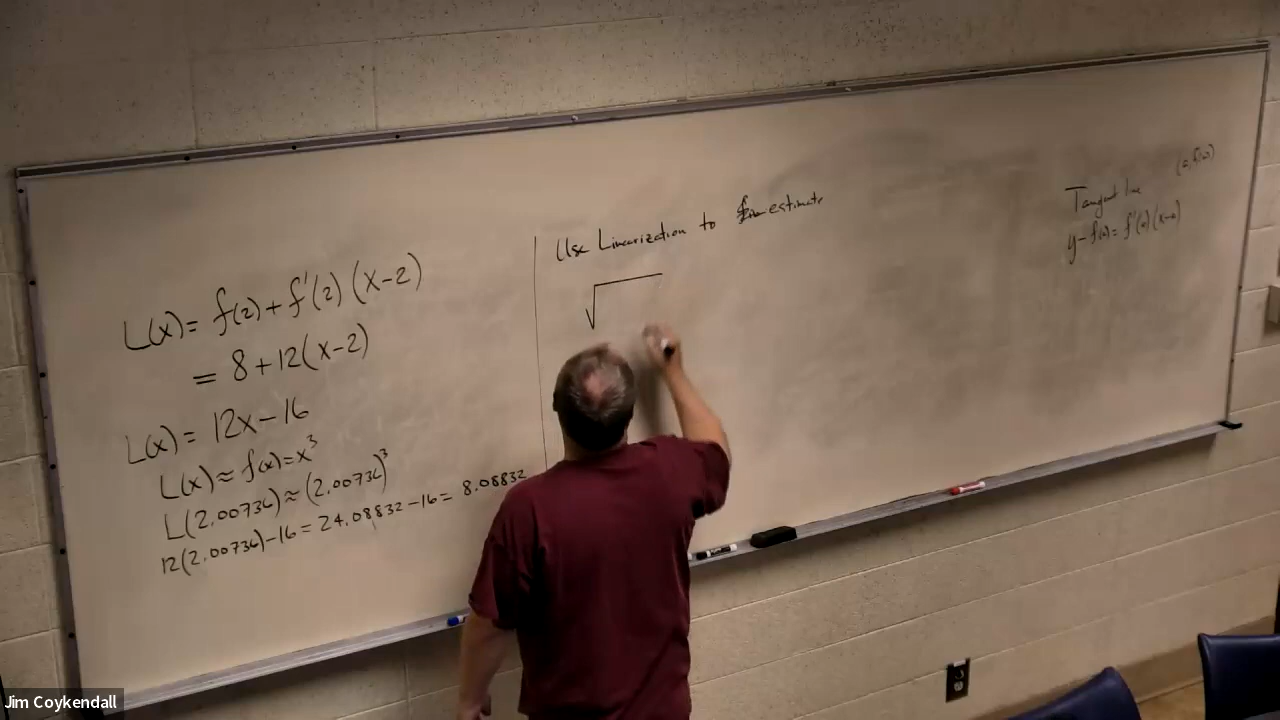 L(x) = f(2) + f'(2) (x-2)
= 8 + 12(x-2)
L(x) = 12x - 16
L(x) ≈ f(x) = x³
L(2.00736) ≈ (2.00736)³
12(2.00736) - 16 = 24.08832 - 16 = 8.08832
Use Linearization to estimate
√
Tangent line (a, f(a))
y - f(a) = f'(a) (x-a)
Jim Coykendall